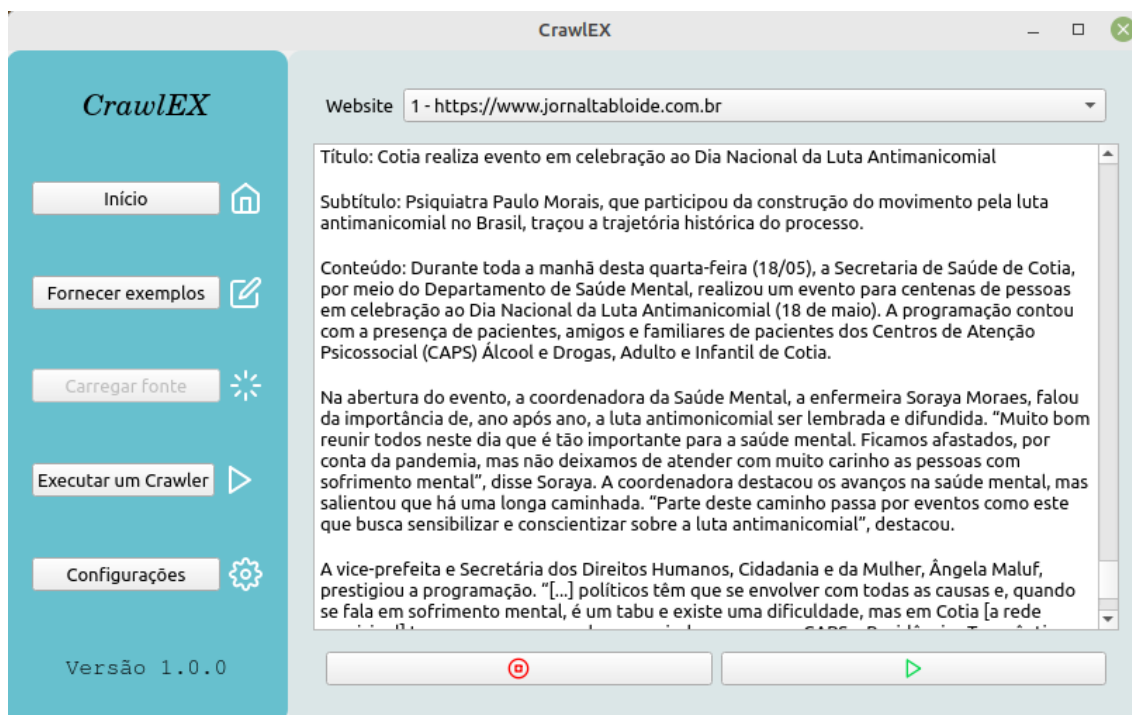 CrawlEX
CrawlEX
Início
Fornecer exemplos
Carregar fonte
Executar um Crawler
Configurações
Versão 1.0.0
Website 1 - https://www.jornaltabloide.com.br
Título: Cotia realiza evento em celebração ao Dia Nacional da Luta Antimanicomial
Subtítulo: Psiquiatra Paulo Morais, que participou da construção do movimento pela luta
antimanicomial no Brasil, traçou a trajetória histórica do processo.
Conteúdo: Durante toda a manhã desta quarta-feira (18/05), a Secretaria de Saúde de Cotia,
por meio do Departamento de Saúde Mental, realizou um evento para centenas de pessoas
em celebração ao Dia Nacional da Luta Antimanicomial (18 de maio). A programação contou
com a presença de pacientes, amigos e familiares de pacientes dos Centros de Atenção
Psicossocial (CAPS) Álcool e Drogas, Adulto e Infantil de Cotia.
Na abertura do evento, a coordenadora da Saúde Mental, a enfermeira Soraya Moraes, falou
da importância de, ano após ano, a luta antimonicomial ser lembrada e difundida. “Muito bom
reunir todos neste dia que é tão importante para a saúde mental. Ficamos afastados, por
conta da pandemia, mas não deixamos de atender com muito carinho as pessoas com
sofrimento mental”, disse Soraya. A coordenadora destacou os avanços na saúde mental, mas
salientou que há uma longa caminhada. “Parte deste caminho passa por eventos como este
que busca sensibilizar e conscientizar sobre a luta antimanicomial”, destacou.
A vice-prefeita e Secretária dos Direitos Humanos, Cidadania e da Mulher, Ângela Maluf,
prestigiou a programação. “[...] políticos têm que se envolver com todas as causas e, quando
se fala em sofrimento mental, é um tabu e existe uma dificuldade, mas em Cotia [a rede